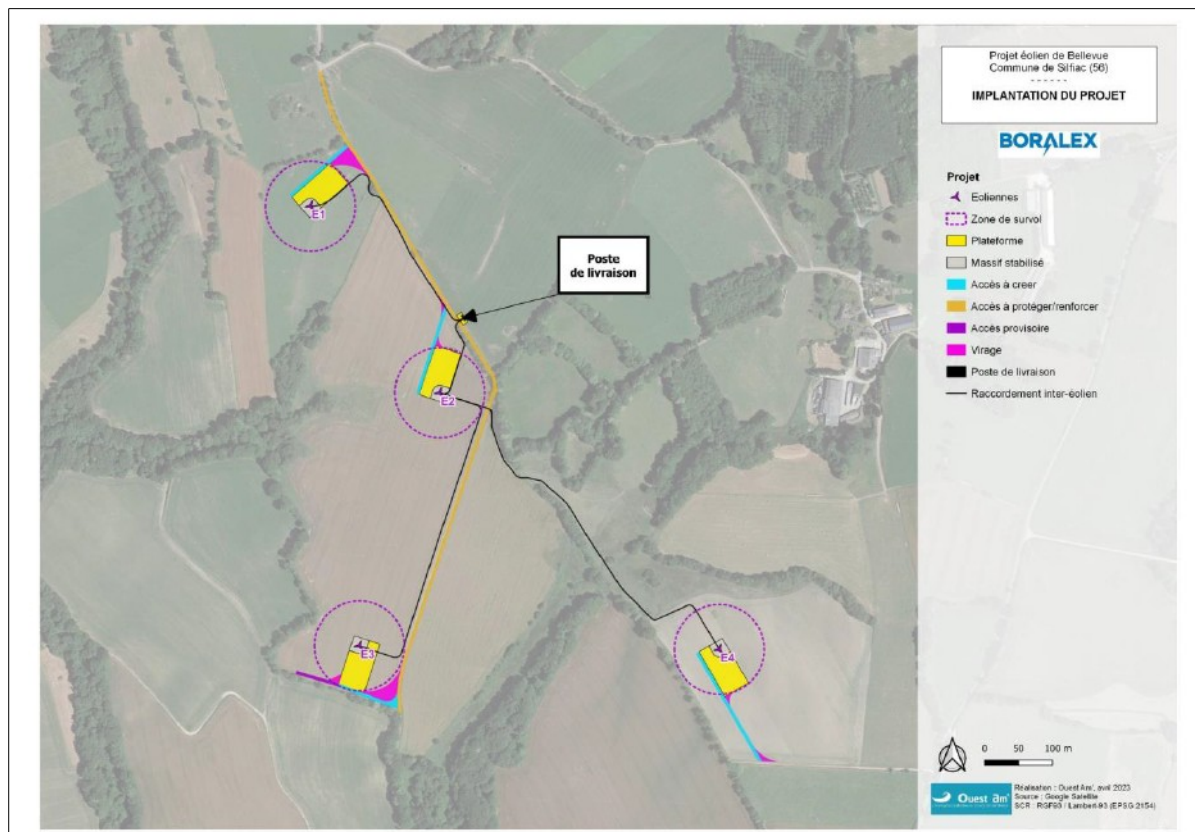 Projet éolien de Bellevue
Commune de Silfiac (56)
------
IMPLANTATION DU PROJET
BORALEX
Projet
Eoliennes
Zone de survol
Plateforme
Massif stabilisé
Accès à creer
Accès à protéger/renforcer
Accès provisoire
Virage
Poste de livraison
Raccordement inter-éolien
E1
Poste
de livraison
E2
E3
E4
0 50 100 m
Ouest Am'
Réalisation : Ouest Am', avril 2023
Source : Google Satellite
SCR : RGF93 / Lambert-93 (EPSG:2154)